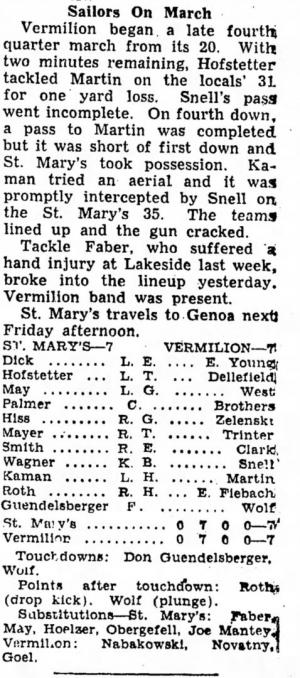 Sailors On March
Vermilion began a late fourth
quarter march from its 20. With
two minutes remaining, Hofstetter
tackled Martin on the locals' 31
for one yard loss. Snell's pass
went incomplete. On fourth down,
a pass to Martin was completed
but it was short of first down and
St. Mary's took possession. Ka-
man tried an aerial and it was
promptly intercepted by Snell on
the St. Mary's 35. The teams
lined up and the gun cracked.
Tackle Faber, who suffered a
hand injury at Lakeside last week,
broke into the lineup yesterday.
Vermilion band was present.
St. Mary's travels to Genoa next
Friday afternoon.
ST. MARY'S—7 VERMILION—7
Dick ........ L. E. .... E. Young
Hofstetter ... L. T. ... Dellefield
May ........ L. G. ....... West
Palmer ....... C. ...... Brothers
Hiss ........ R. G. .... Zelenski
Mayer ....... R. T. .... Trinter
Smith ....... R. E. ...... Clark
Wagner ..... K B. ....... Snell
Kaman ...... L. H. ..... Martin
Roth ....... R. H. ... E. Fiebach
Guendelsberger F. ........ Wolf
St. Mary's ........... 0 7 0 0—7
Vermilion ........... 0 7 0 0—7
Touchdowns: Don Guendelsberger,
Wolf.
Points after touchdown: Roth
(drop kick). Wolf (plunge).
Substitutions—St. Mary's: Faber,
May, Hoelzer, Obergefell, Joe Mantey.
Vermilion: Nabakowski, Novatny,
Goel.